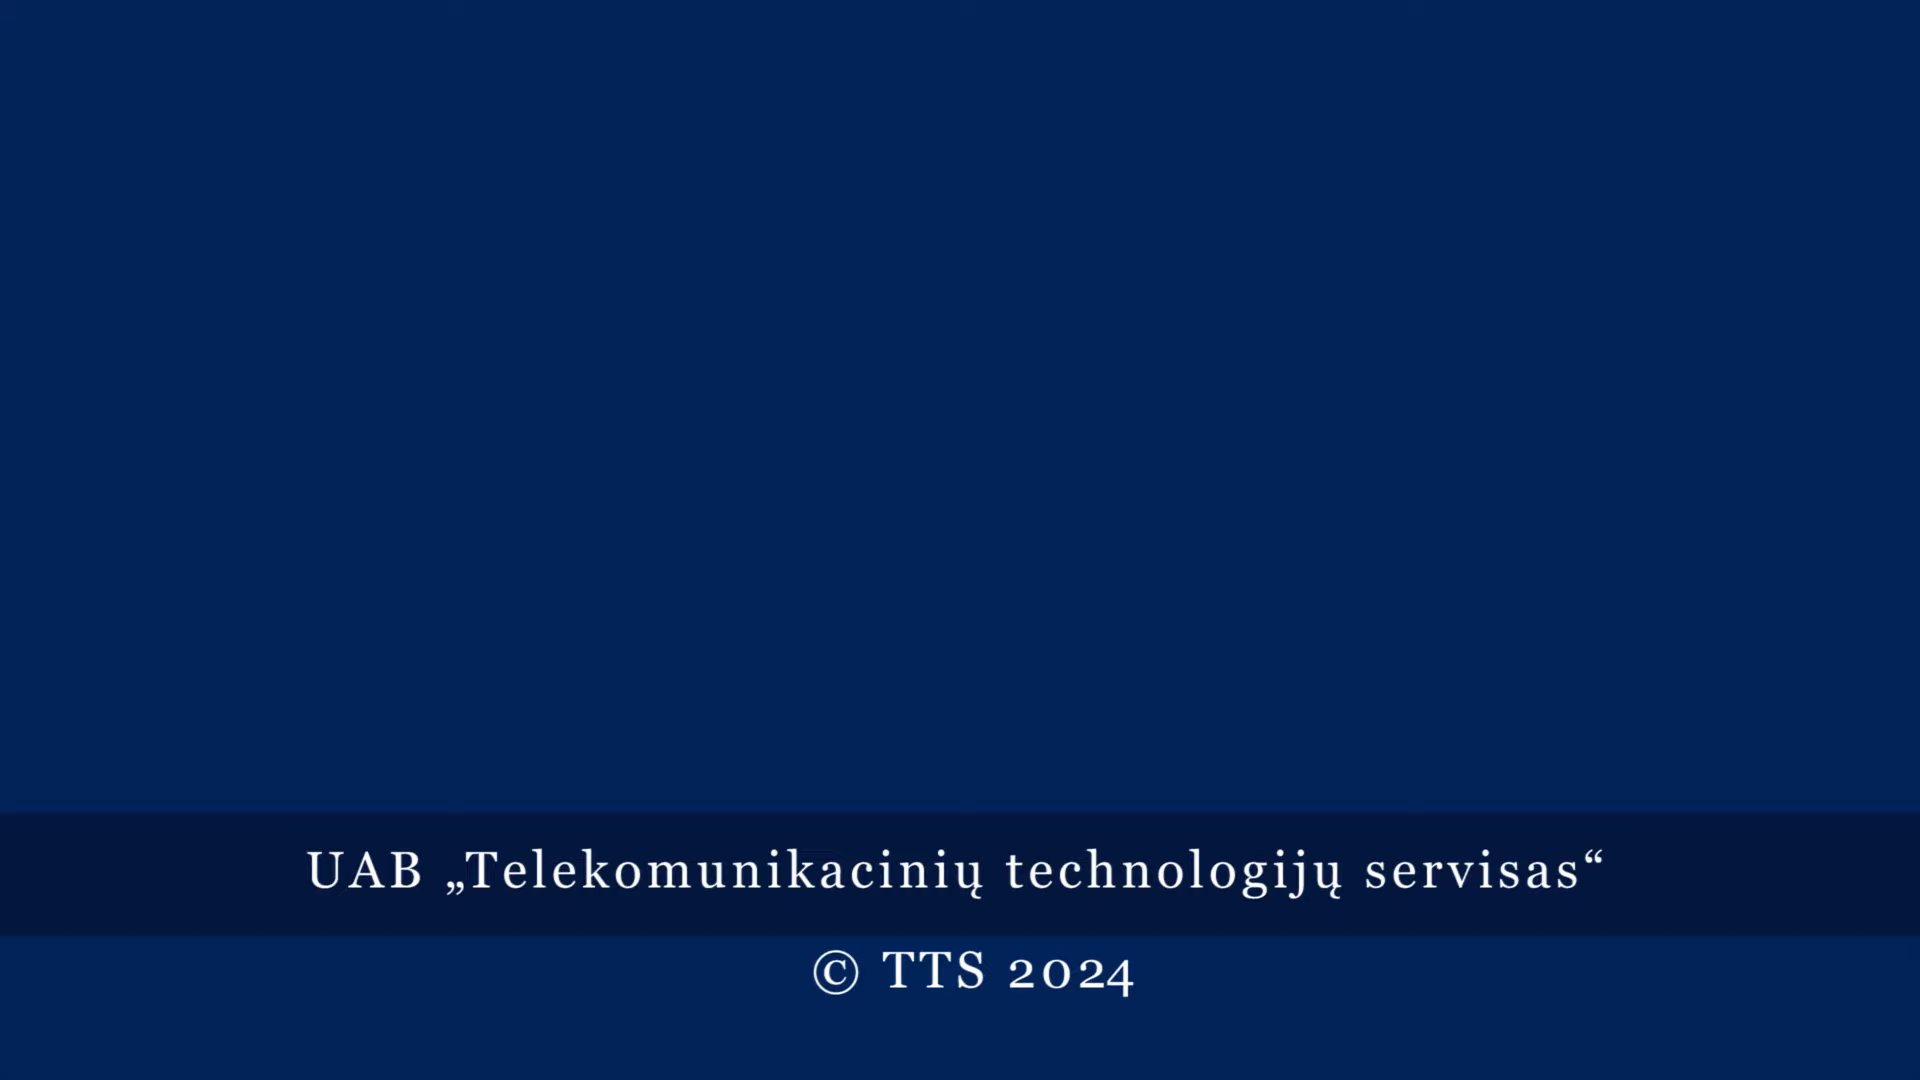 UAB „Telekomunikacinių technologijų servisas“
© TTS 2024